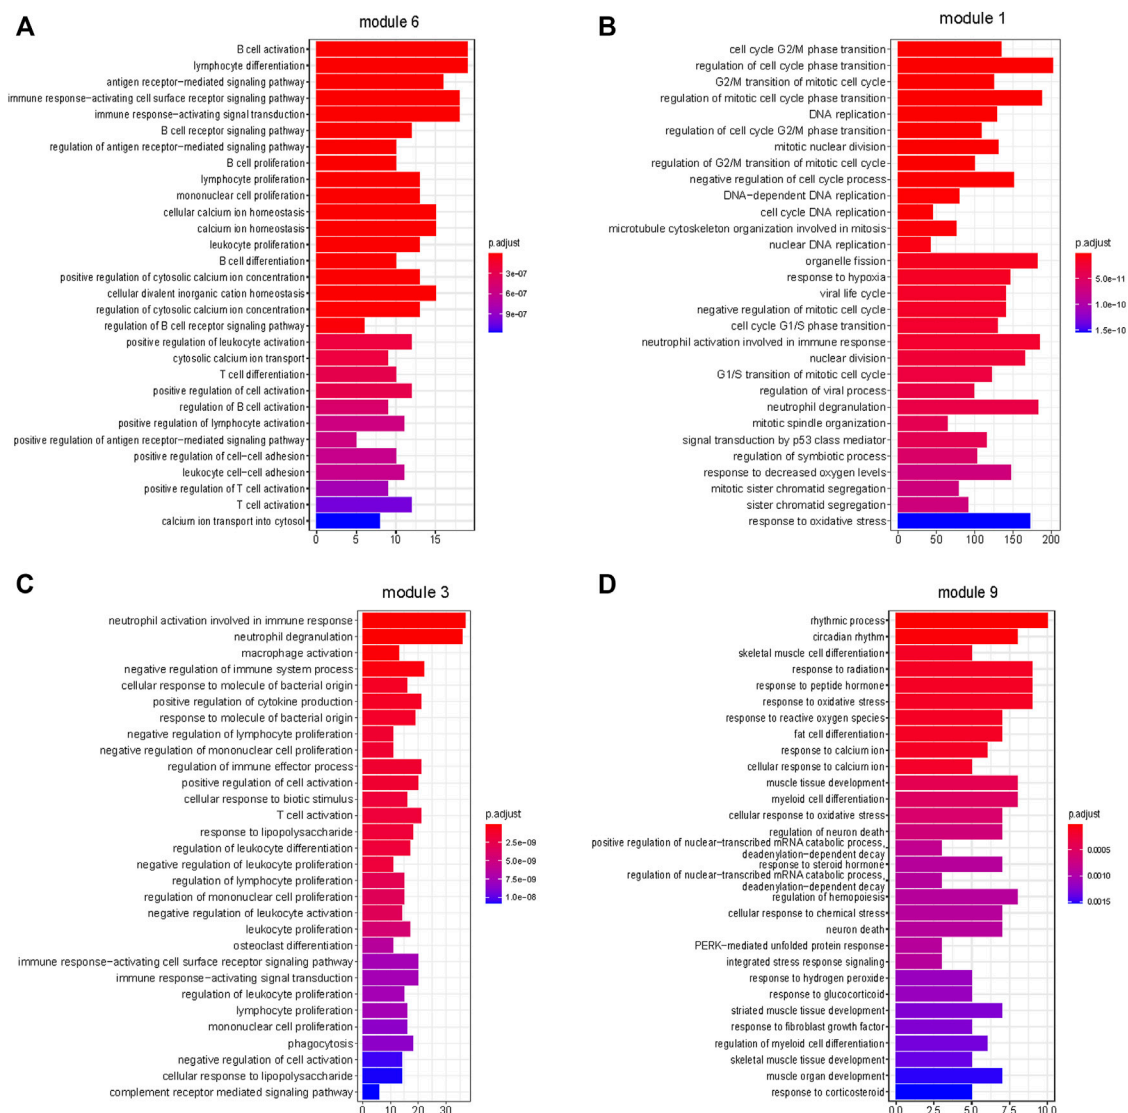 A
module 6
B cell activation
lymphocyte differentiation
antigen receptor−mediated signaling pathway
immune response−activating cell surface receptor signaling pathway
immune response−activating signal transduction
B cell receptor signaling pathway
regulation of antigen receptor−mediated signaling pathway
B cell proliferation
lymphocyte proliferation
mononuclear cell proliferation
cellular calcium ion homeostasis
calcium ion homeostasis
leukocyte proliferation
B cell differentiation
positive regulation of cytosolic calcium ion concentration
cellular divalent inorganic cation homeostasis
regulation of cytosolic calcium ion concentration
regulation of B cell receptor signaling pathway
positive regulation of leukocyte activation
cytosolic calcium ion transport
T cell differentiation
positive regulation of cell activation
regulation of B cell activation
positive regulation of lymphocyte activation
positive regulation of antigen receptor−mediated signaling pathway
positive regulation of cell−cell adhesion
leukocyte cell−cell adhesion
positive regulation of T cell activation
T cell activation
calcium ion transport into cytosol
0 5 10 15
p.adjust
3e−07
6e−07
9e−07
B
module 1
cell cycle G2/M phase transition
regulation of cell cycle phase transition
G2/M transition of mitotic cell cycle
regulation of mitotic cell cycle phase transition
DNA replication
regulation of cell cycle G2/M phase transition
mitotic nuclear division
regulation of G2/M transition of mitotic cell cycle
negative regulation of cell cycle process
DNA−dependent DNA replication
cell cycle DNA replication
microtubule cytoskeleton organization involved in mitosis
nuclear DNA replication
organelle fission
response to hypoxia
viral life cycle
negative regulation of mitotic cell cycle
cell cycle G1/S phase transition
neutrophil activation involved in immune response
nuclear division
G1/S transition of mitotic cell cycle
regulation of viral process
neutrophil degranulation
mitotic spindle organization
signal transduction by p53 class mediator
regulation of symbiotic process
response to decreased oxygen levels
mitotic sister chromatid segregation
sister chromatid segregation
response to oxidative stress
0 50 100 150 200
p.adjust
5.0e−11
1.0e−10
1.5e−10
C
module 3
neutrophil activation involved in immune response
neutrophil degranulation
macrophage activation
negative regulation of immune system process
cellular response to molecule of bacterial origin
positive regulation of cytokine production
response to molecule of bacterial origin
negative regulation of lymphocyte proliferation
negative regulation of mononuclear cell proliferation
regulation of immune effector process
positive regulation of cell activation
cellular response to biotic stimulus
T cell activation
response to lipopolysaccharide
regulation of leukocyte differentiation
negative regulation of leukocyte proliferation
regulation of lymphocyte proliferation
regulation of mononuclear cell proliferation
negative regulation of leukocyte activation
leukocyte proliferation
osteoclast differentiation
immune response−activating cell surface receptor signaling pathway
immune response−activating signal transduction
regulation of leukocyte proliferation
lymphocyte proliferation
mononuclear cell proliferation
phagocytosis
negative regulation of cell activation
cellular response to lipopolysaccharide
complement receptor mediated signaling pathway
0 10 20 30
p.adjust
2.5e−09
5.0e−09
7.5e−09
1.0e−08
D
module 9
rhythmic process
circadian rhythm
skeletal muscle cell differentiation
response to radiation
response to peptide hormone
response to oxidative stress
response to reactive oxygen species
fat cell differentiation
response to calcium ion
cellular response to calcium ion
muscle tissue development
myeloid cell differentiation
cellular response to oxidative stress
regulation of neuron death
positive regulation of nuclear−transcribed mRNA catabolic process,
deadenylation−dependent decay
response to steroid hormone
regulation of nuclear−transcribed mRNA catabolic process,
deadenylation−dependent decay
regulation of hemopoiesis
cellular response to chemical stress
neuron death
PERK−mediated unfolded protein response
integrated stress response signaling
response to hydrogen peroxide
response to glucocorticoid
striated muscle tissue development
response to fibroblast growth factor
regulation of myeloid cell differentiation
skeletal muscle tissue development
muscle organ development
response to corticosteroid
0.0 2.5 5.0 7.5 10.0
p.adjust
0.0005
0.0010
0.0015